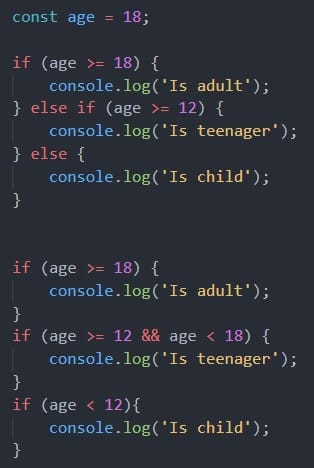 const age = 18;
if (age >= 18) {
console.log('Is adult');
} else if (age >= 12) {
console.log('Is teenager');
} else {
console.log('Is child');
}
if (age >= 18) {
console.log('Is adult');
}
if (age >= 12 && age < 18) {
console.log('Is teenager');
}
if (age < 12){
console.log('Is child');
}